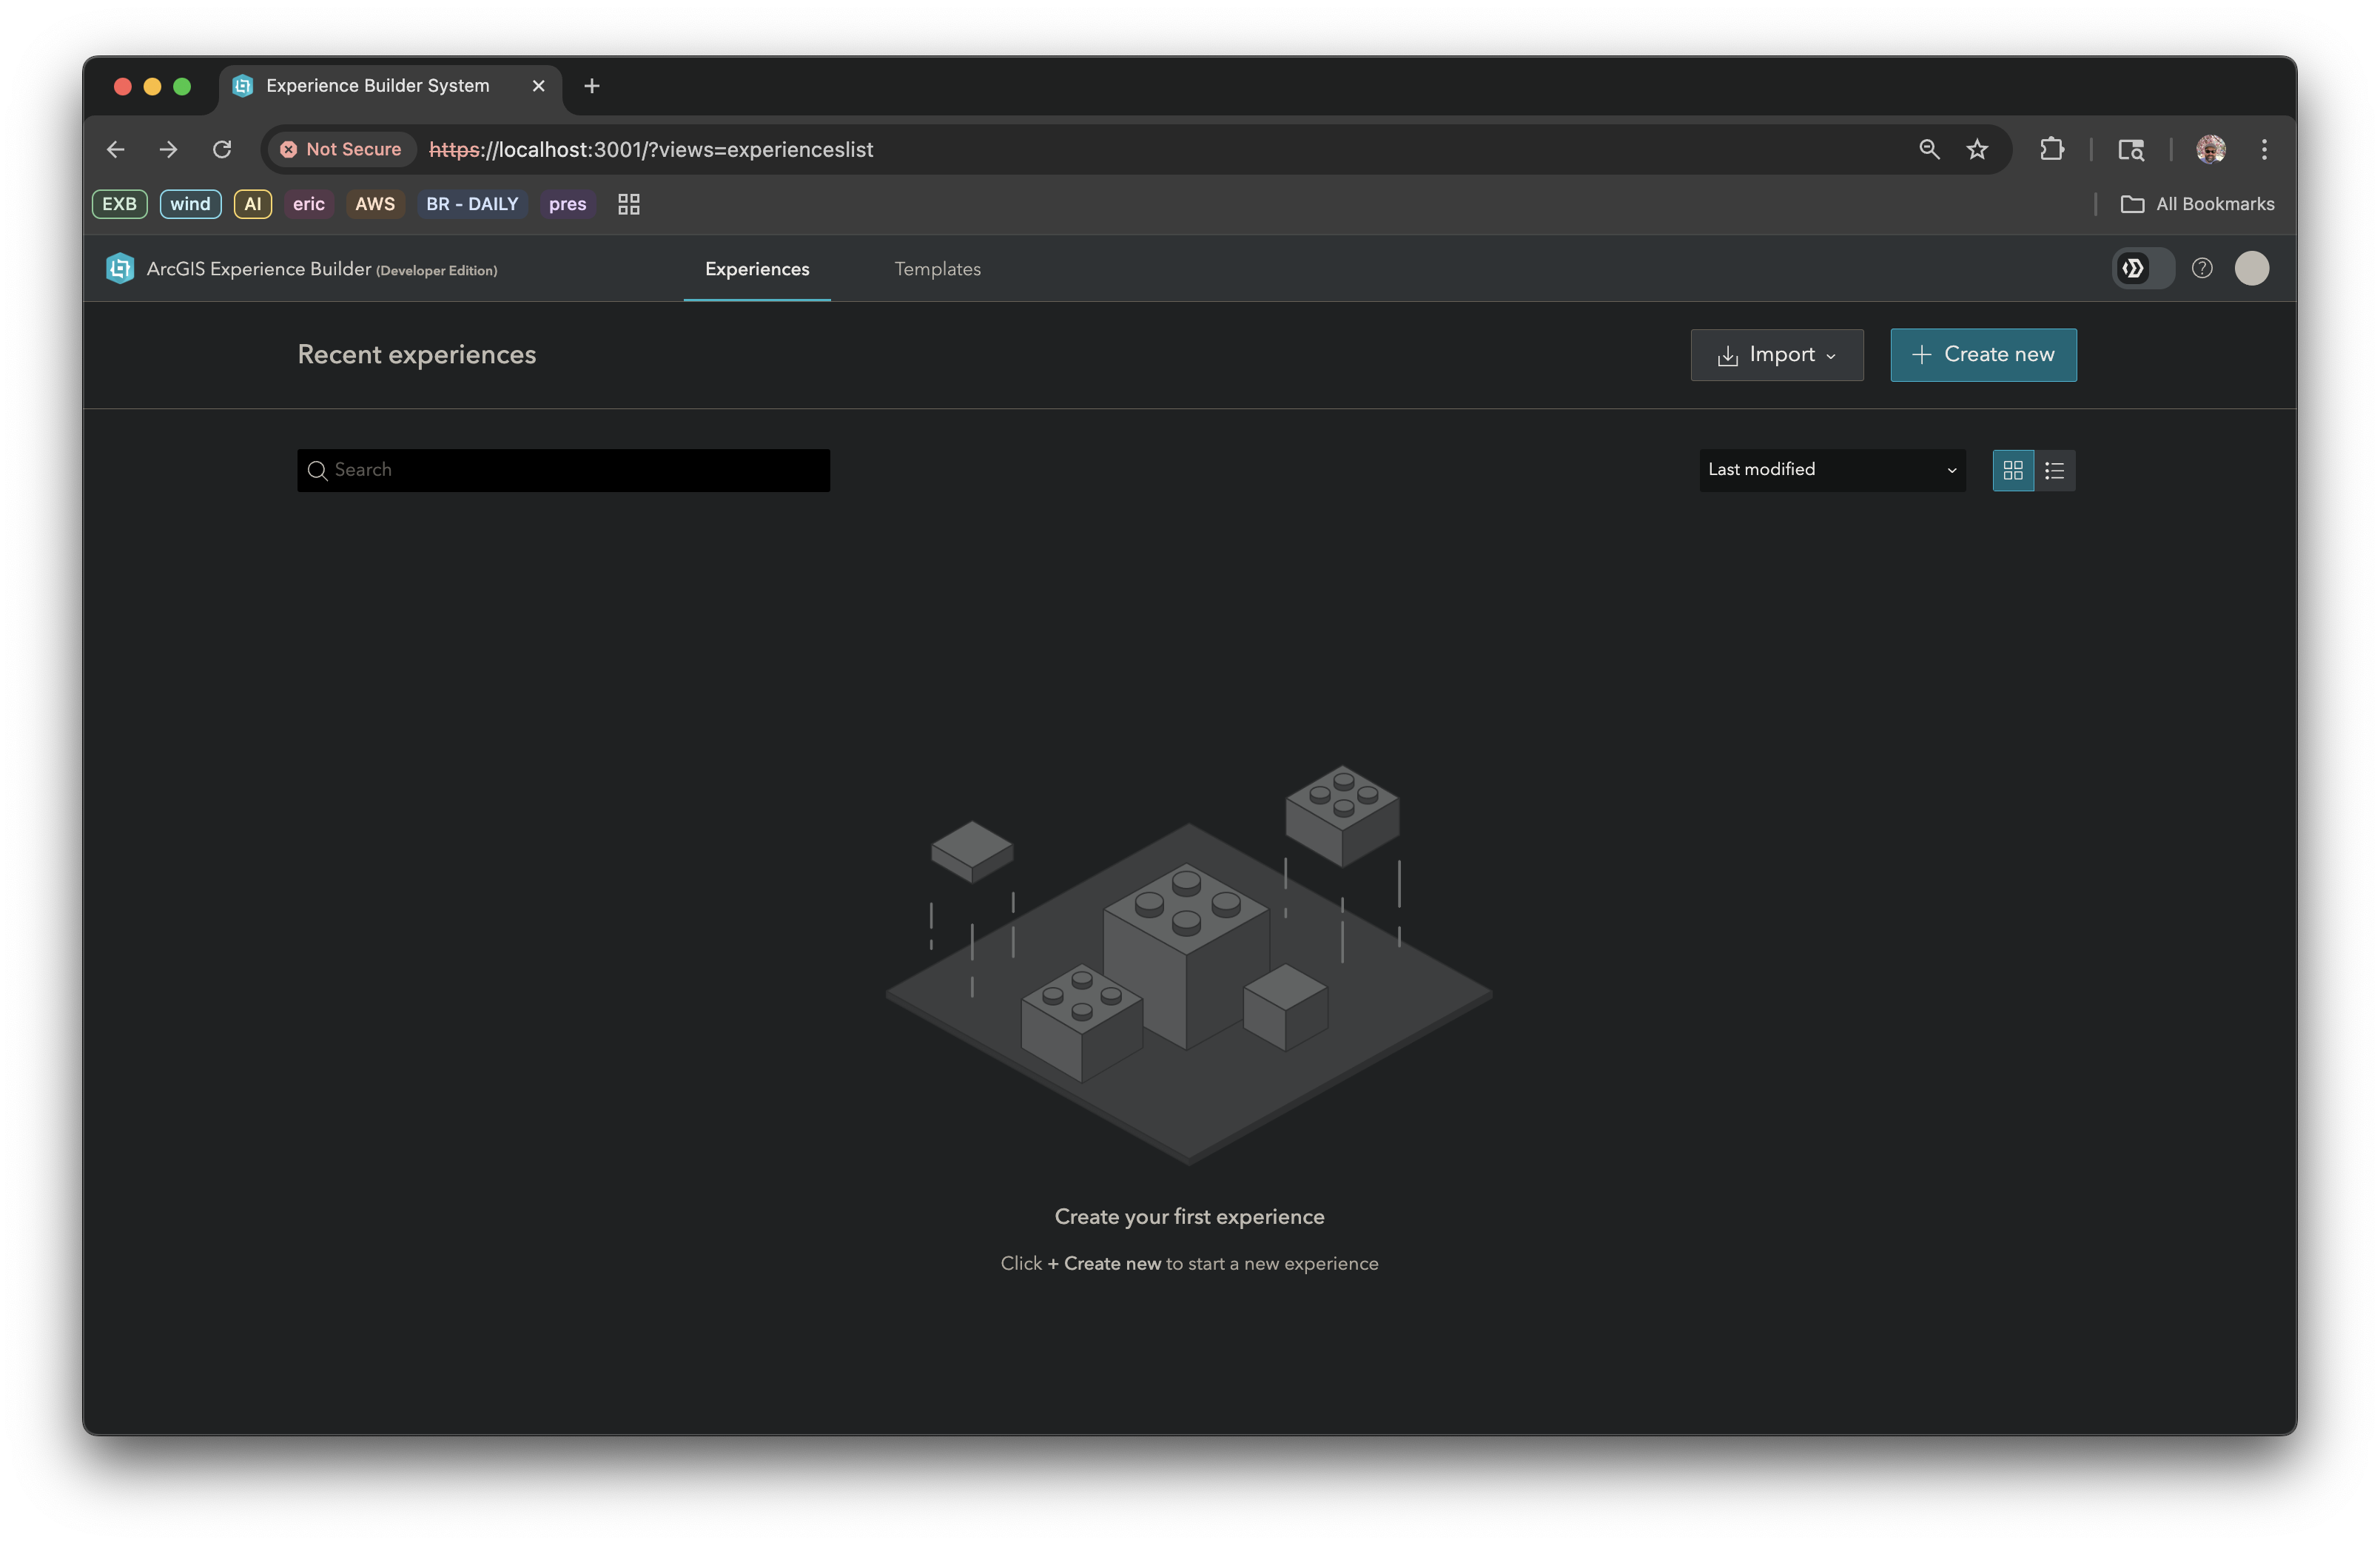 Experience Builder System
Not Secure https://localhost:3001/?views=experienceslist
EXB wind AI eric AWS BR - DAILY pres All Bookmarks
ArcGIS Experience Builder (Developer Edition) Experiences Templates
Recent experiences Import Create new
Search Last modified
Create your first experience
Click + Create new to start a new experience